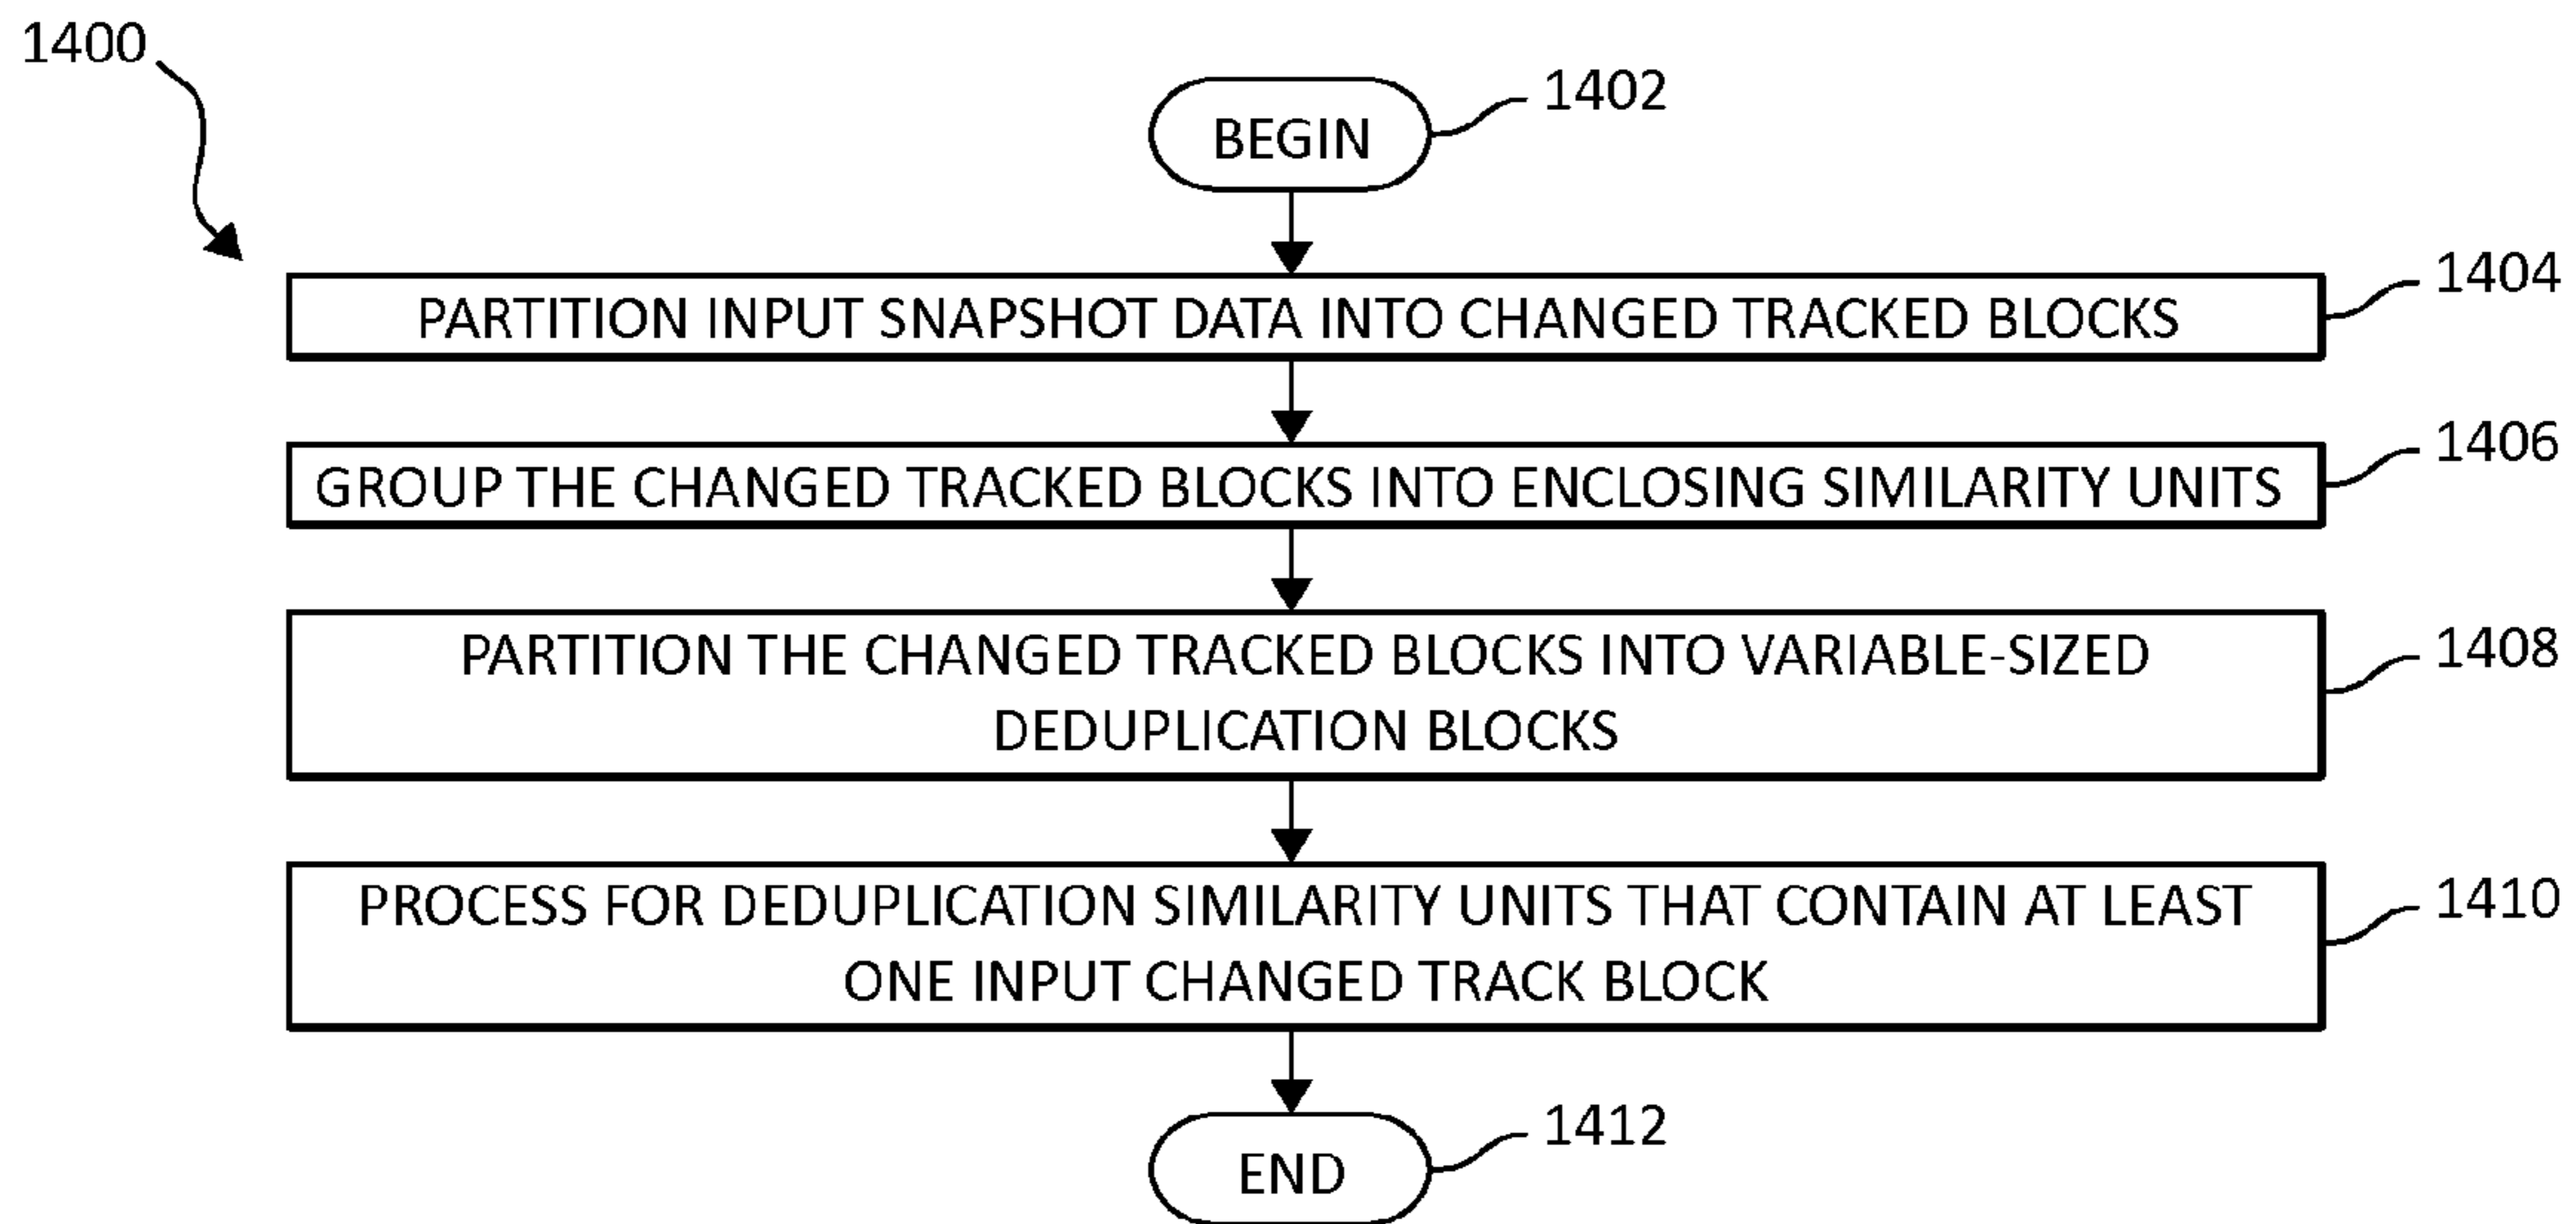 1400
1402
BEGIN
1404
PARTITION INPUT SNAPSHOT DATA INTO CHANGED TRACKED BLOCKS
1406
GROUP THE CHANGED TRACKED BLOCKS INTO ENCLOSING SIMILARITY UNITS
1408
PARTITION THE CHANGED TRACKED BLOCKS INTO VARIABLE-SIZED
DEDUPLICATION BLOCKS
1410
PROCESS FOR DEDUPLICATION SIMILARITY UNITS THAT CONTAIN AT LEAST
ONE INPUT CHANGED TRACK BLOCK
1412
END